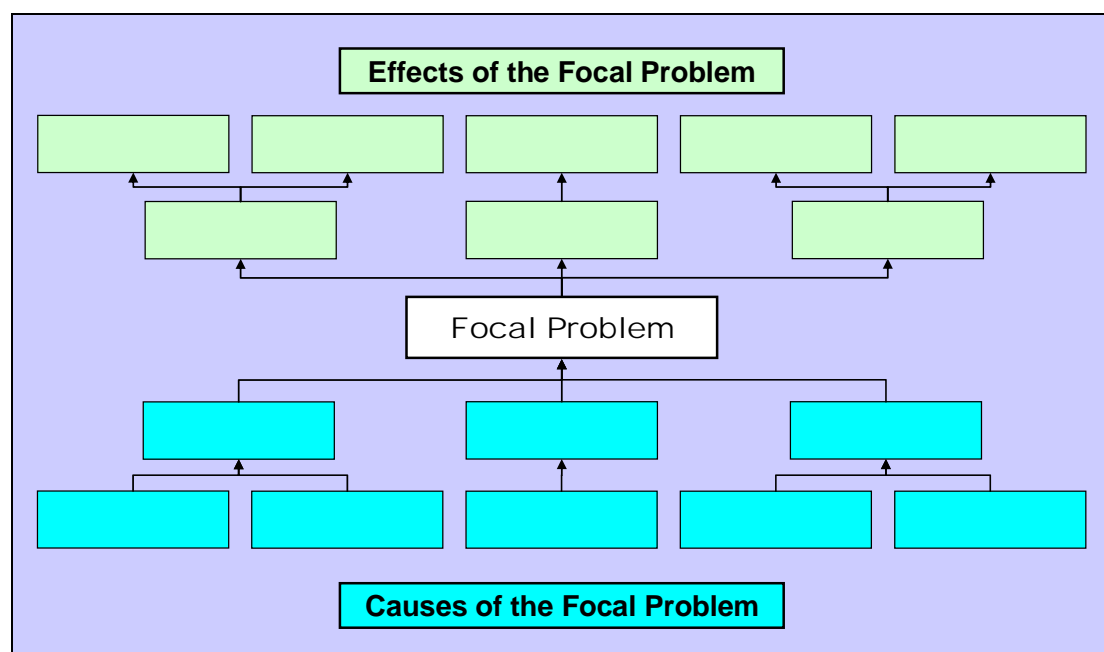 Effects of the Focal Problem
Focal Problem
Causes of the Focal Problem